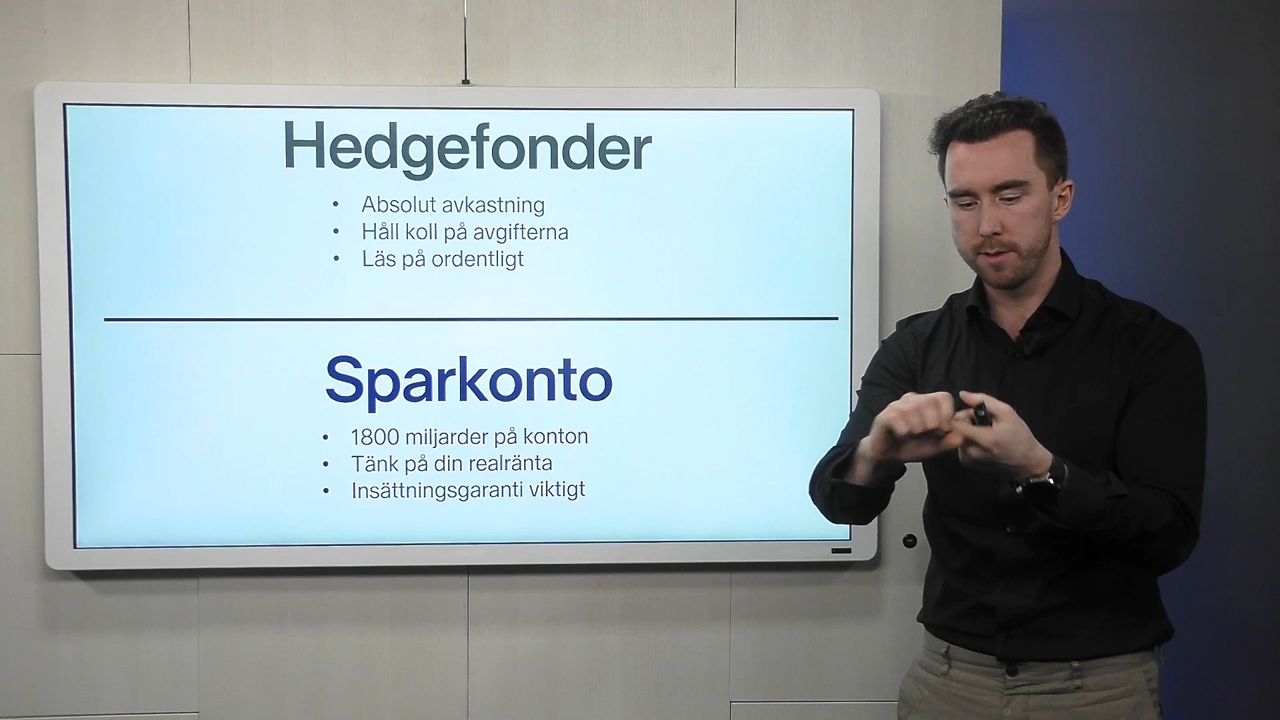 Hedgefonder
• Absolut avkastning
• Håll koll på avgifterna
• Läs på ordentligt
Sparkonto
• 1800 miljarder på konton
• Tänk på din realränta
• Insättningsgaranti viktigt